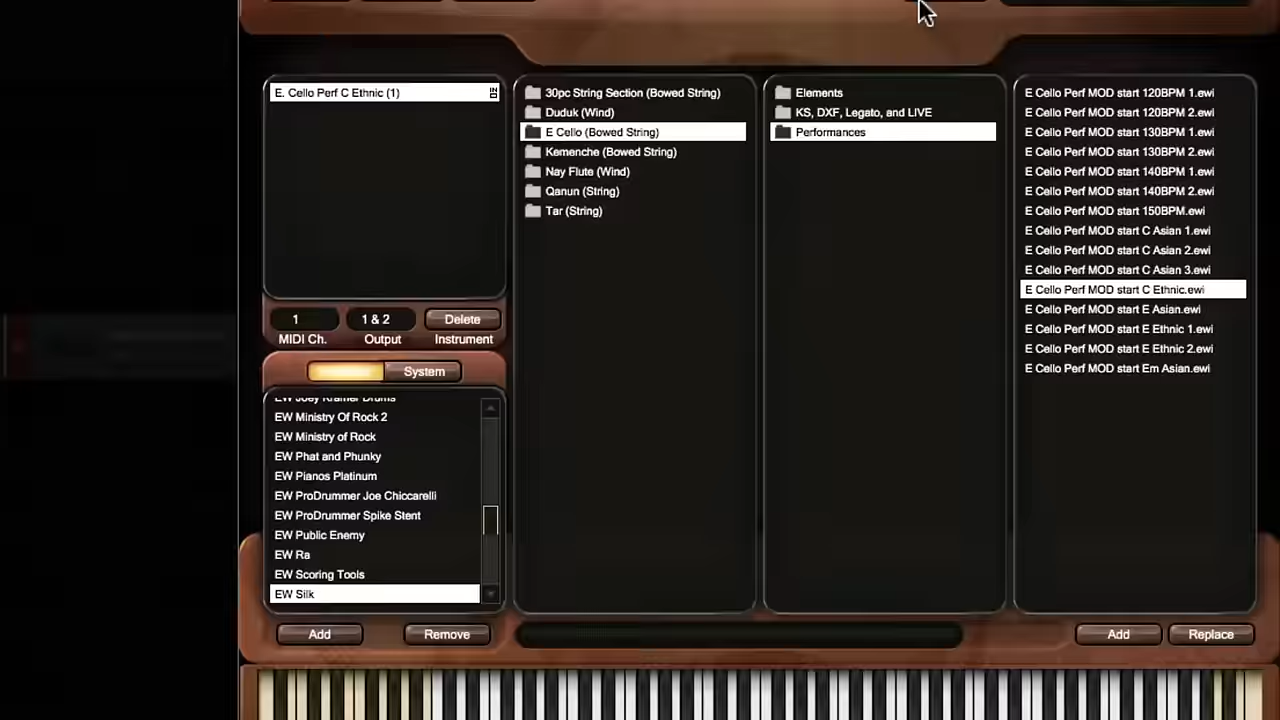 E. Cello Perf C Ethnic (1)
1
1 & 2
Delete
MIDI Ch.
Output
Instrument
System
EW Joey Kramer Drums
EW Ministry Of Rock 2
EW Ministry of Rock
EW Phat and Phunky
EW Pianos Platinum
EW ProDrummer Joe Chiccarelli
EW ProDrummer Spike Stent
EW Public Enemy
EW Ra
EW Scoring Tools
EW Silk
Add
Remove
30pc String Section (Bowed String)
Duduk (Wind)
E Cello (Bowed String)
Kemenche (Bowed String)
Nay Flute (Wind)
Qanun (String)
Tar (String)
Elements
KS, DXF, Legato, and LIVE
Performances
E Cello Perf MOD start 120BPM 1.ewi
E Cello Perf MOD start 120BPM 2.ewi
E Cello Perf MOD start 130BPM 1.ewi
E Cello Perf MOD start 130BPM 2.ewi
E Cello Perf MOD start 140BPM 1.ewi
E Cello Perf MOD start 140BPM 2.ewi
E Cello Perf MOD start 150BPM.ewi
E Cello Perf MOD start C Asian 1.ewi
E Cello Perf MOD start C Asian 2.ewi
E Cello Perf MOD start C Asian 3.ewi
E Cello Perf MOD start C Ethnic.ewi
E Cello Perf MOD start E Asian.ewi
E Cello Perf MOD start E Ethnic 1.ewi
E Cello Perf MOD start E Ethnic 2.ewi
E Cello Perf MOD start Em Asian.ewi
Add
Replace